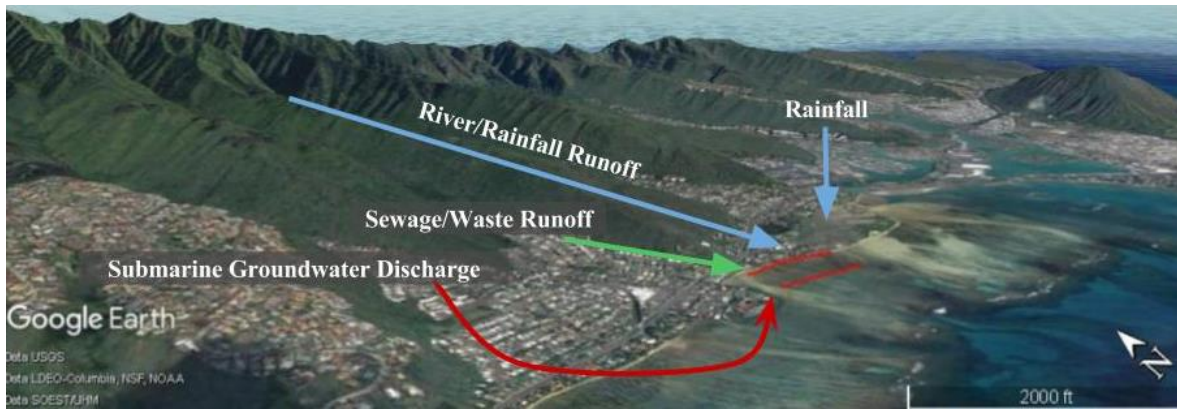 Rainfall
River/Rainfall Runoff
Sewage/Waste Runoff
Submarine Groundwater Discharge
Google Earth
Data USGS
Data LDEO-Columbia, NSF, NOAA
Data SOEST/UHM
N
2000 ft